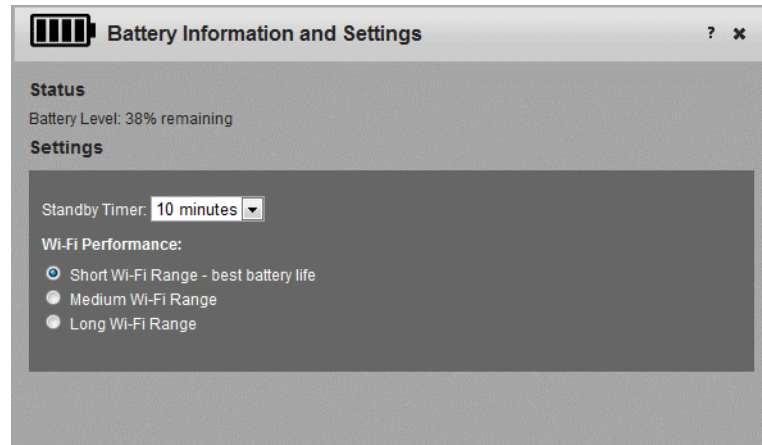 Battery Information and Settings ? ✖
Status
Battery Level: 38% remaining
Settings
Standby Timer: 10 minutes
Wi-Fi Performance:
Short Wi-Fi Range - best battery life
Medium Wi-Fi Range
Long Wi-Fi Range